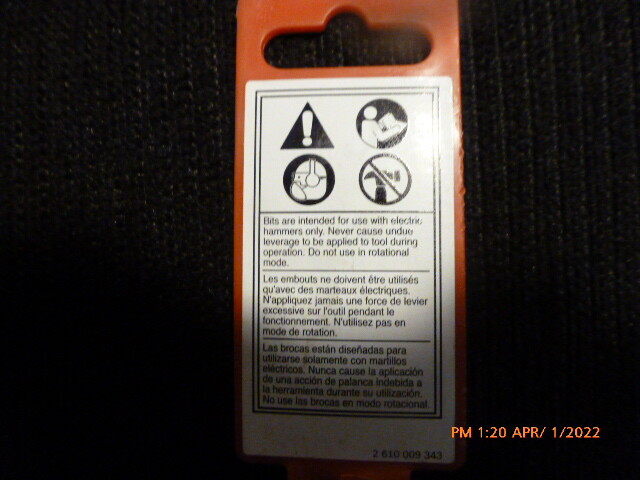 Bits are intended for use with electric
hammers only. Never cause undue
leverage to be applied to tool during
operation. Do not use in rotational
mode.
Les embouts ne doivent être utilisés
qu'avec des marteaux électriques.
N'appliquez jamais une force de levier
excessive sur l'outil pendant le
fonctionnement. N'utilisez pas en
mode de rotation.
Las brocas están diseñadas para
utilizarse solamente con martillos
eléctricos. Nunca cause la aplicación
de una acción de palanca indebida a
la herramienta durante su utilización.
No use las brocas en modo rotacional.
2 610 009 343
PM 1:20 APR/ 1/2022